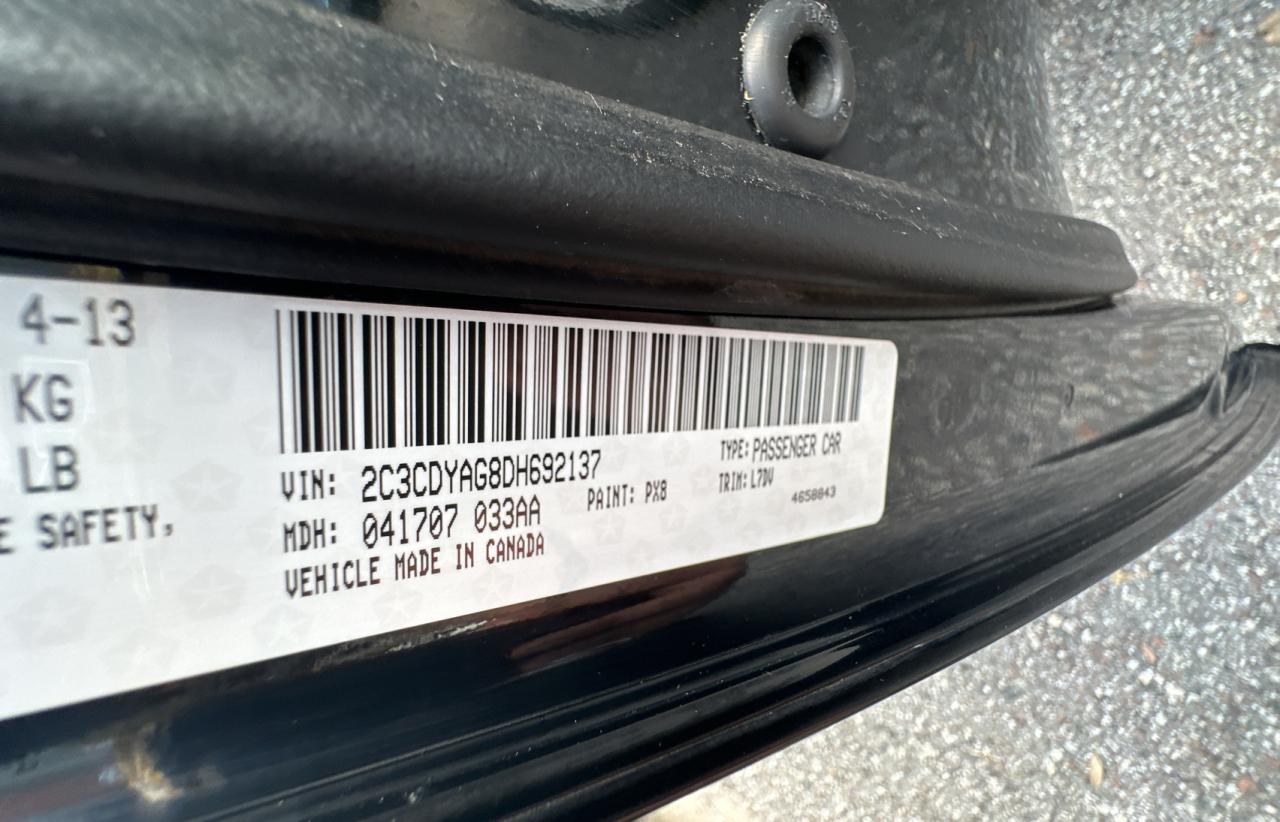 4-13
KG
LB
E SAFETY,
VIN: 2C3CDYAG8DH692137
TYPE: PASSENGER CAR
MDH: 041707 033AA
PAINT: PX8
TRIM: L7DV
VEHICLE MADE IN CANADA
4658843